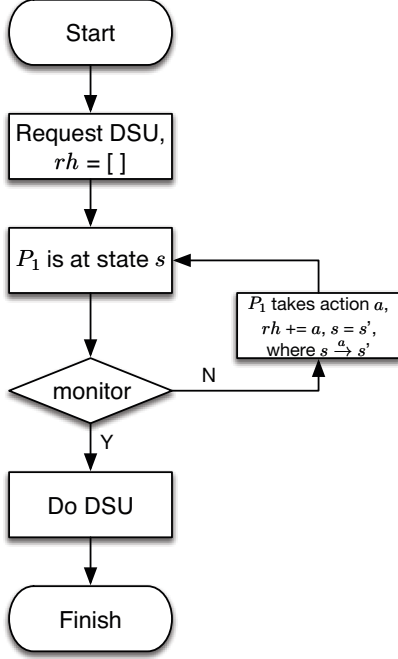 Start
Request DSU,
rh = [ ]
P₁ is at state s
P₁ takes action a,
rh += a, s = s',
where s →ᵃ s'
monitor
N
Y
Do DSU
Finish